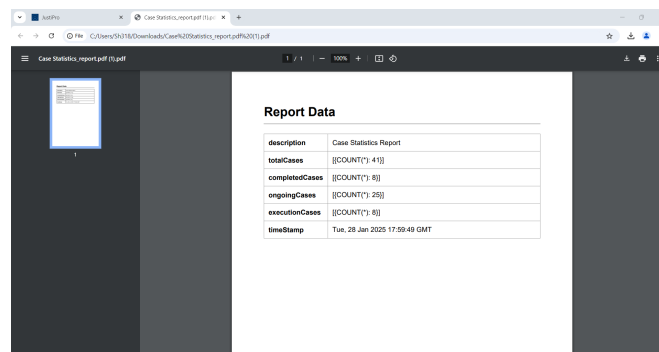 JustiPro
Case Statistics_report.pdf (1).pd
File C:/Users/Sh318/Downloads/Case%20Statistics_report.pdf%20(1).pdf
Case Statistics_report.pdf (1).pdf
1 / 1
100%
1
Report Data
description Case Statistics Report
totalCases [{COUNT(*): 41}]
completedCases [{COUNT(*): 8}]
ongoingCases [{COUNT(*): 25}]
executionCases [{COUNT(*): 8}]
timeStamp Tue, 28 Jan 2025 17:59:49 GMT